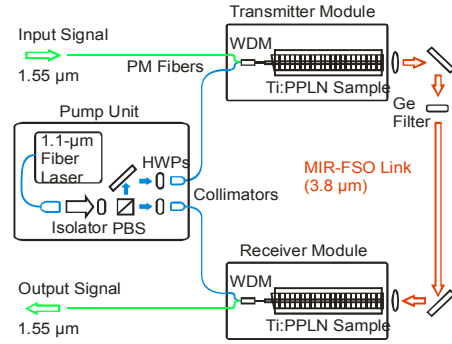 Transmitter Module
Input Signal
WDM
1.55 µm
PM Fibers
Ti:PPLN Sample
Ge
Filter
Pump Unit
1.1-µm
Fiber
Laser
HWPs
MIR-FSO Link
(3.8 µm)
Collimators
Isolator PBS
Receiver Module
Output Signal
WDM
1.55 µm
Ti:PPLN Sample